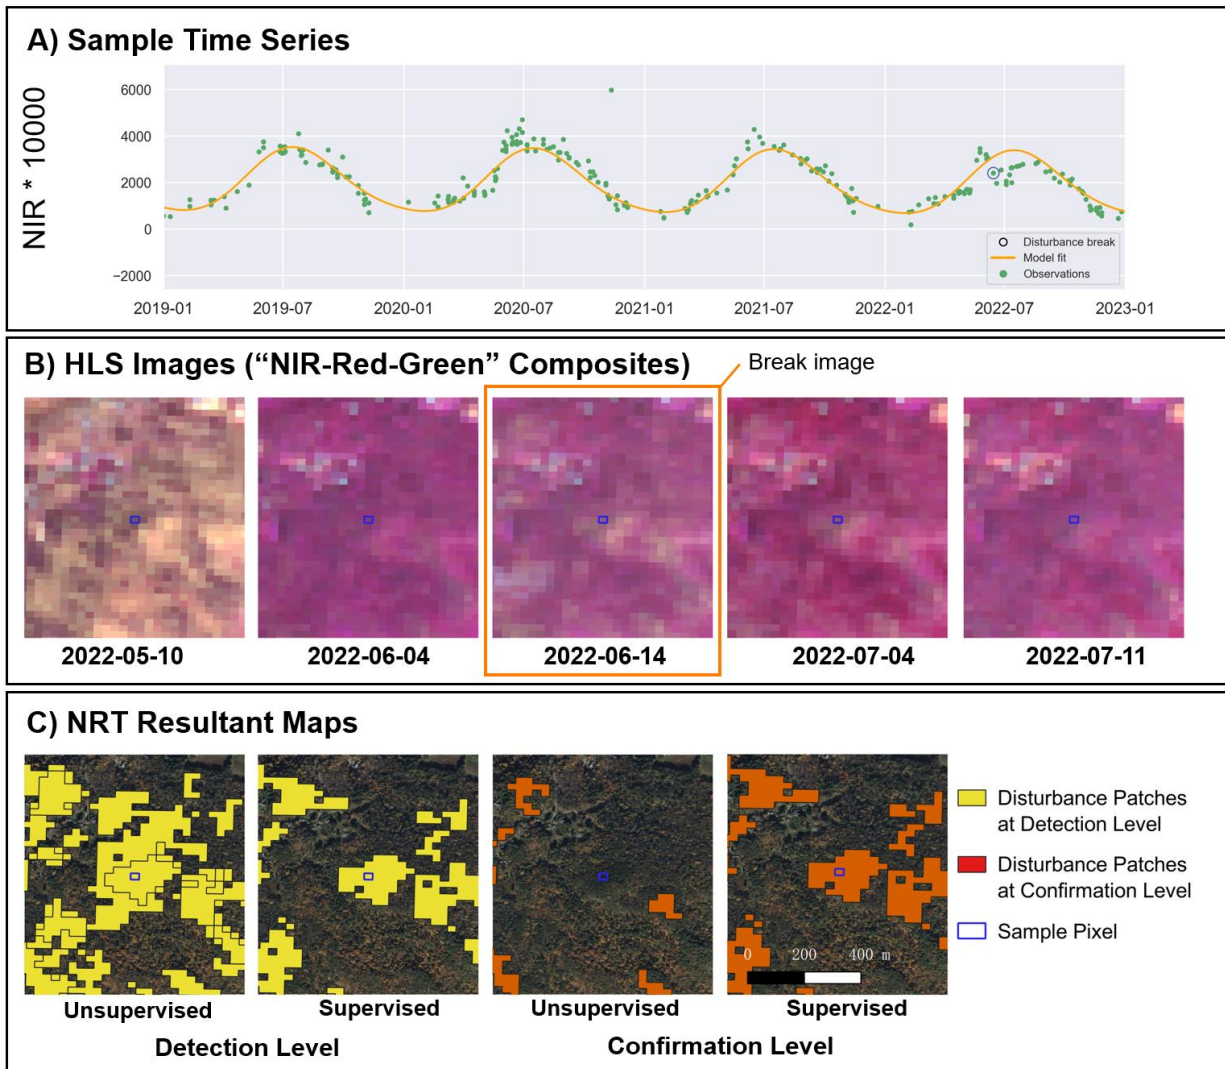 A) Sample Time Series
NIR * 10000
6000
4000
2000
0
−2000
Disturbance break
Model fit
Observations
2019-01 2019-07 2020-01 2020-07 2021-01 2021-07 2022-01 2022-07 2023-01
B) HLS Images (“NIR-Red-Green” Composites)
Break image
2022-05-10 2022-06-04 2022-06-14 2022-07-04 2022-07-11
C) NRT Resultant Maps
Disturbance Patches
at Detection Level
Disturbance Patches
at Confirmation Level
Sample Pixel
0 200 400 m
Unsupervised Supervised Unsupervised Supervised
Detection Level Confirmation Level